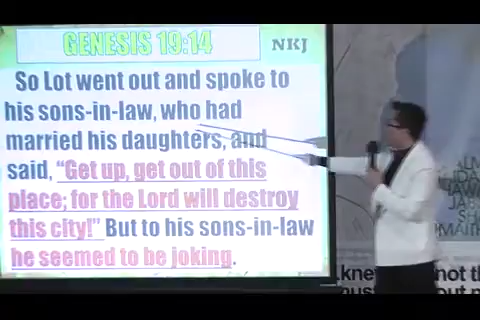 GENESIS 19:14
NKJ
So Lot went out and spoke to
his sons-in-law, who had
married his daughters, and
said, “Get up, get out of this
place; for the Lord will destroy
this city!” But to his sons-in-law
he seemed to be joking.